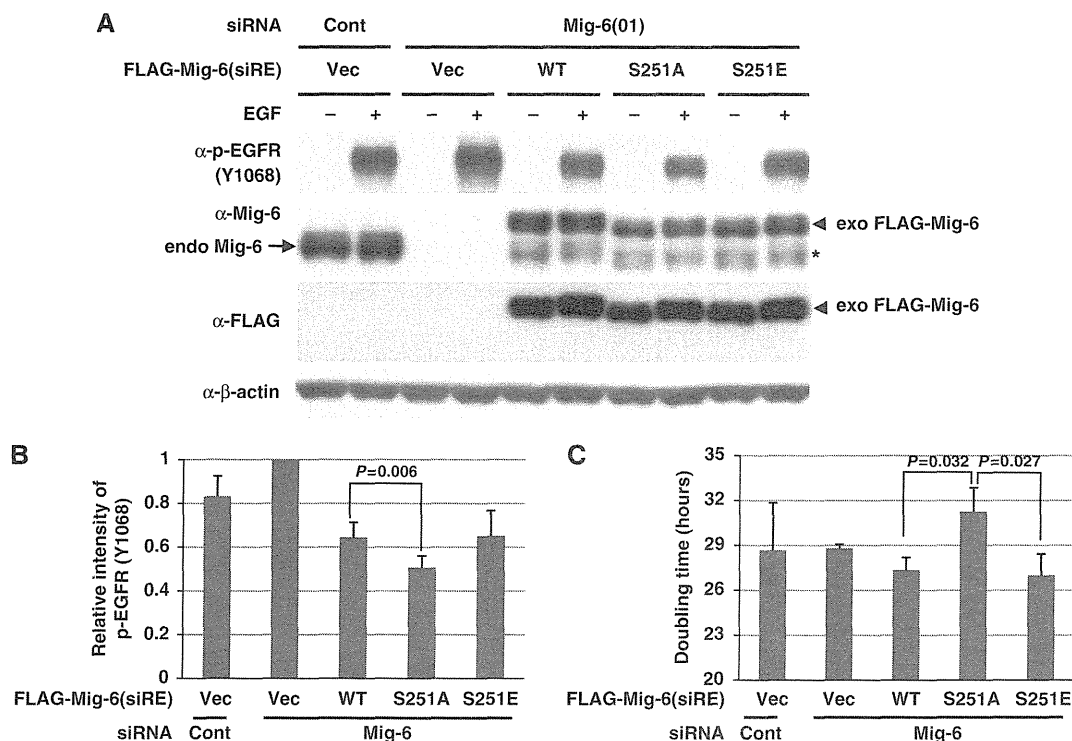 A
siRNA Cont Mig-6(01)
FLAG-Mig-6(siRE) Vec Vec WT S251A S251E
EGF − + − + − + − + − +
α-p-EGFR
(Y1068)
α-Mig-6
endo Mig-6
exo FLAG-Mig-6
*
α-FLAG
exo FLAG-Mig-6
α-β-actin
B
Relative intensity of
p-EGFR (Y1068)
1
0.8
0.6
0.4
0.2
0
P=0.006
FLAG-Mig-6(siRE) Vec Vec WT S251A S251E
siRNA Cont Mig-6
C
Doubling time (hours)
35
32
29
26
23
20
P=0.032 P=0.027
FLAG-Mig-6(siRE) Vec Vec WT S251A S251E
siRNA Cont Mig-6